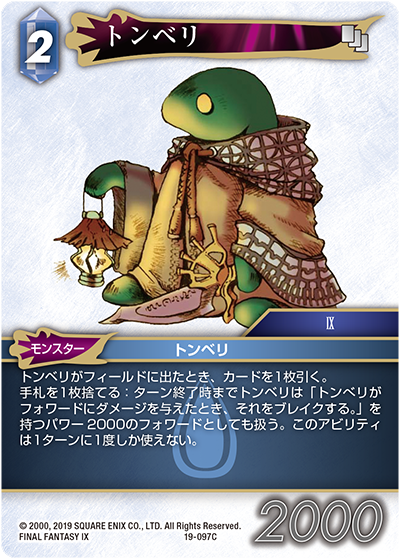 2
トンベリ
IX
モンスター
トンベリ
トンベリがフィールドに出たとき、カードを1枚引く。
手札を1枚捨てる：ターン終了時までトンベリは「トンベリが
フォワードにダメージを与えたとき、それをブレイクする。」を
持つパワー2000のフォワードとしても扱う。このアビリティ
は1ターンに1度しか使えない。
© 2000, 2019 SQUARE ENIX CO., LTD. All Rights Reserved.
FINAL FANTASY IX
19-097C
2000